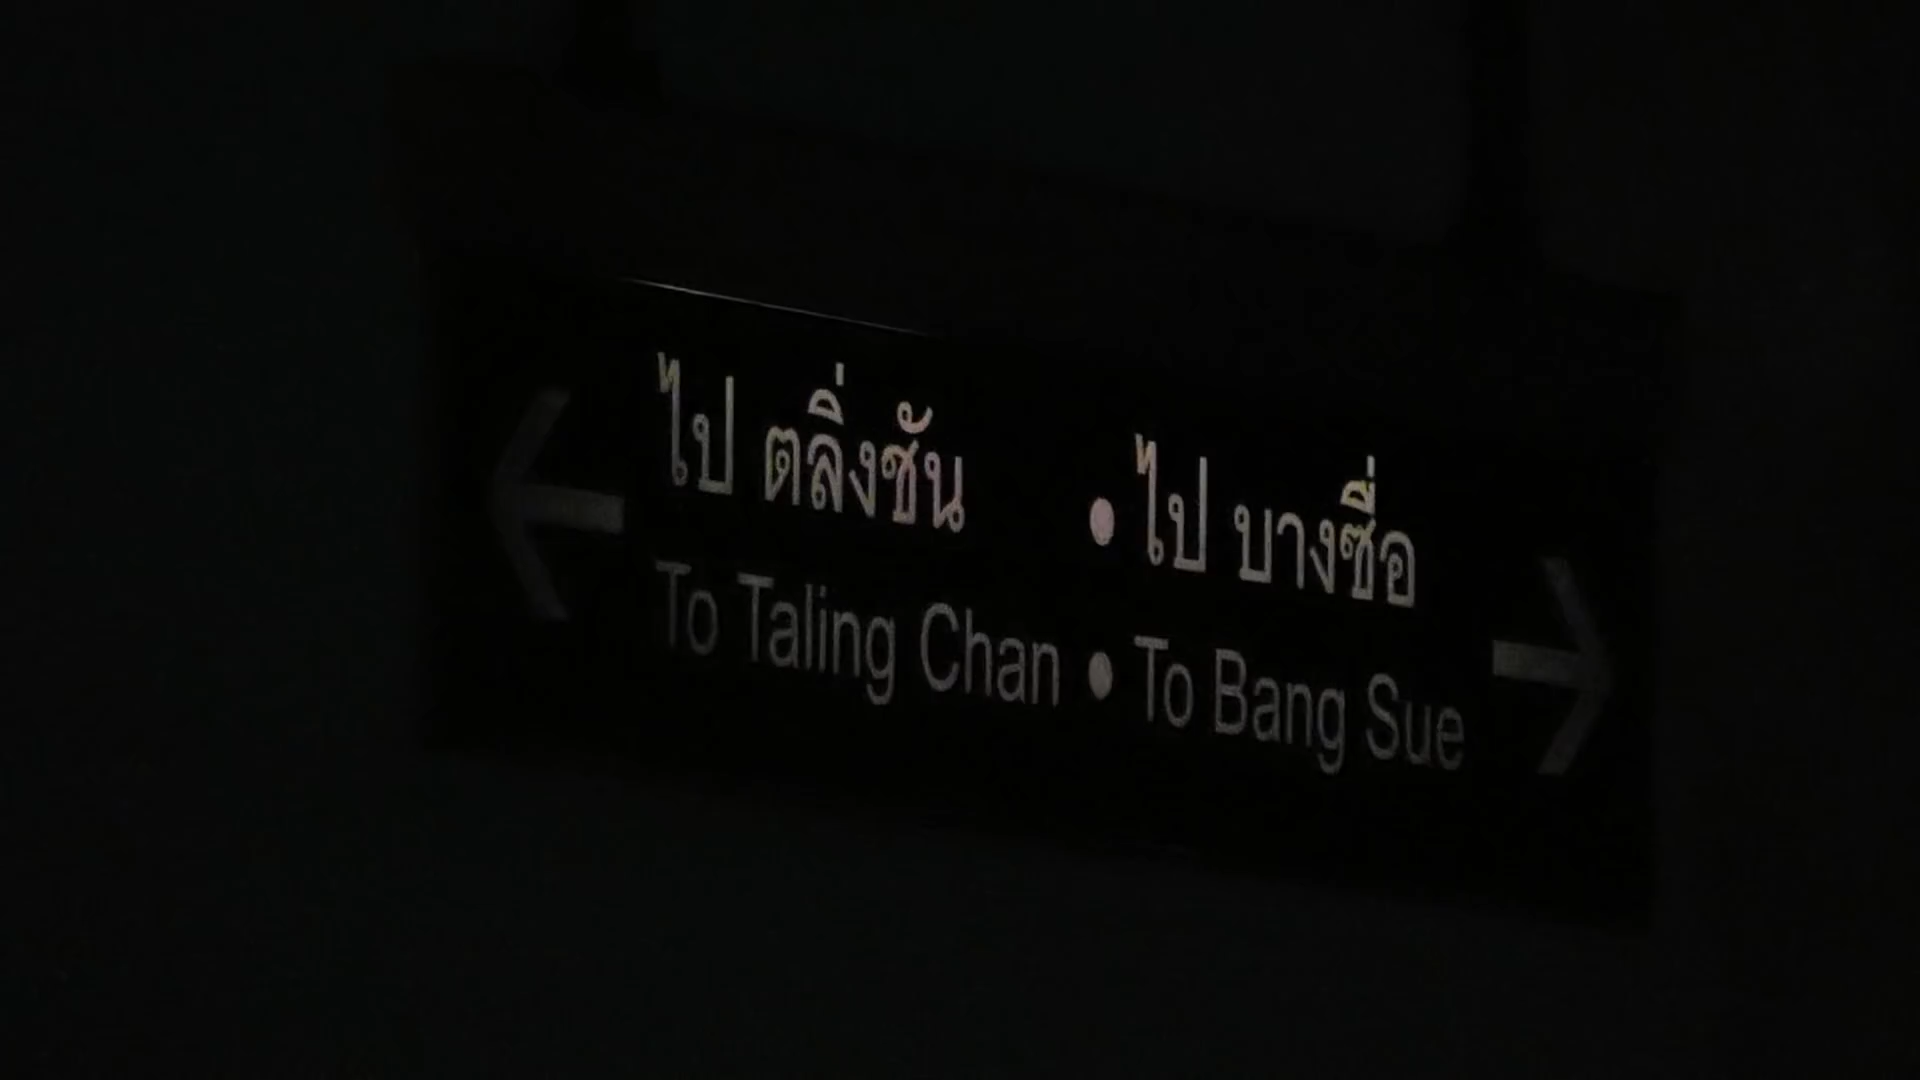 ← ไป ตลิ่งชัน • ไป บางซื่อ →
To Taling Chan • To Bang Sue